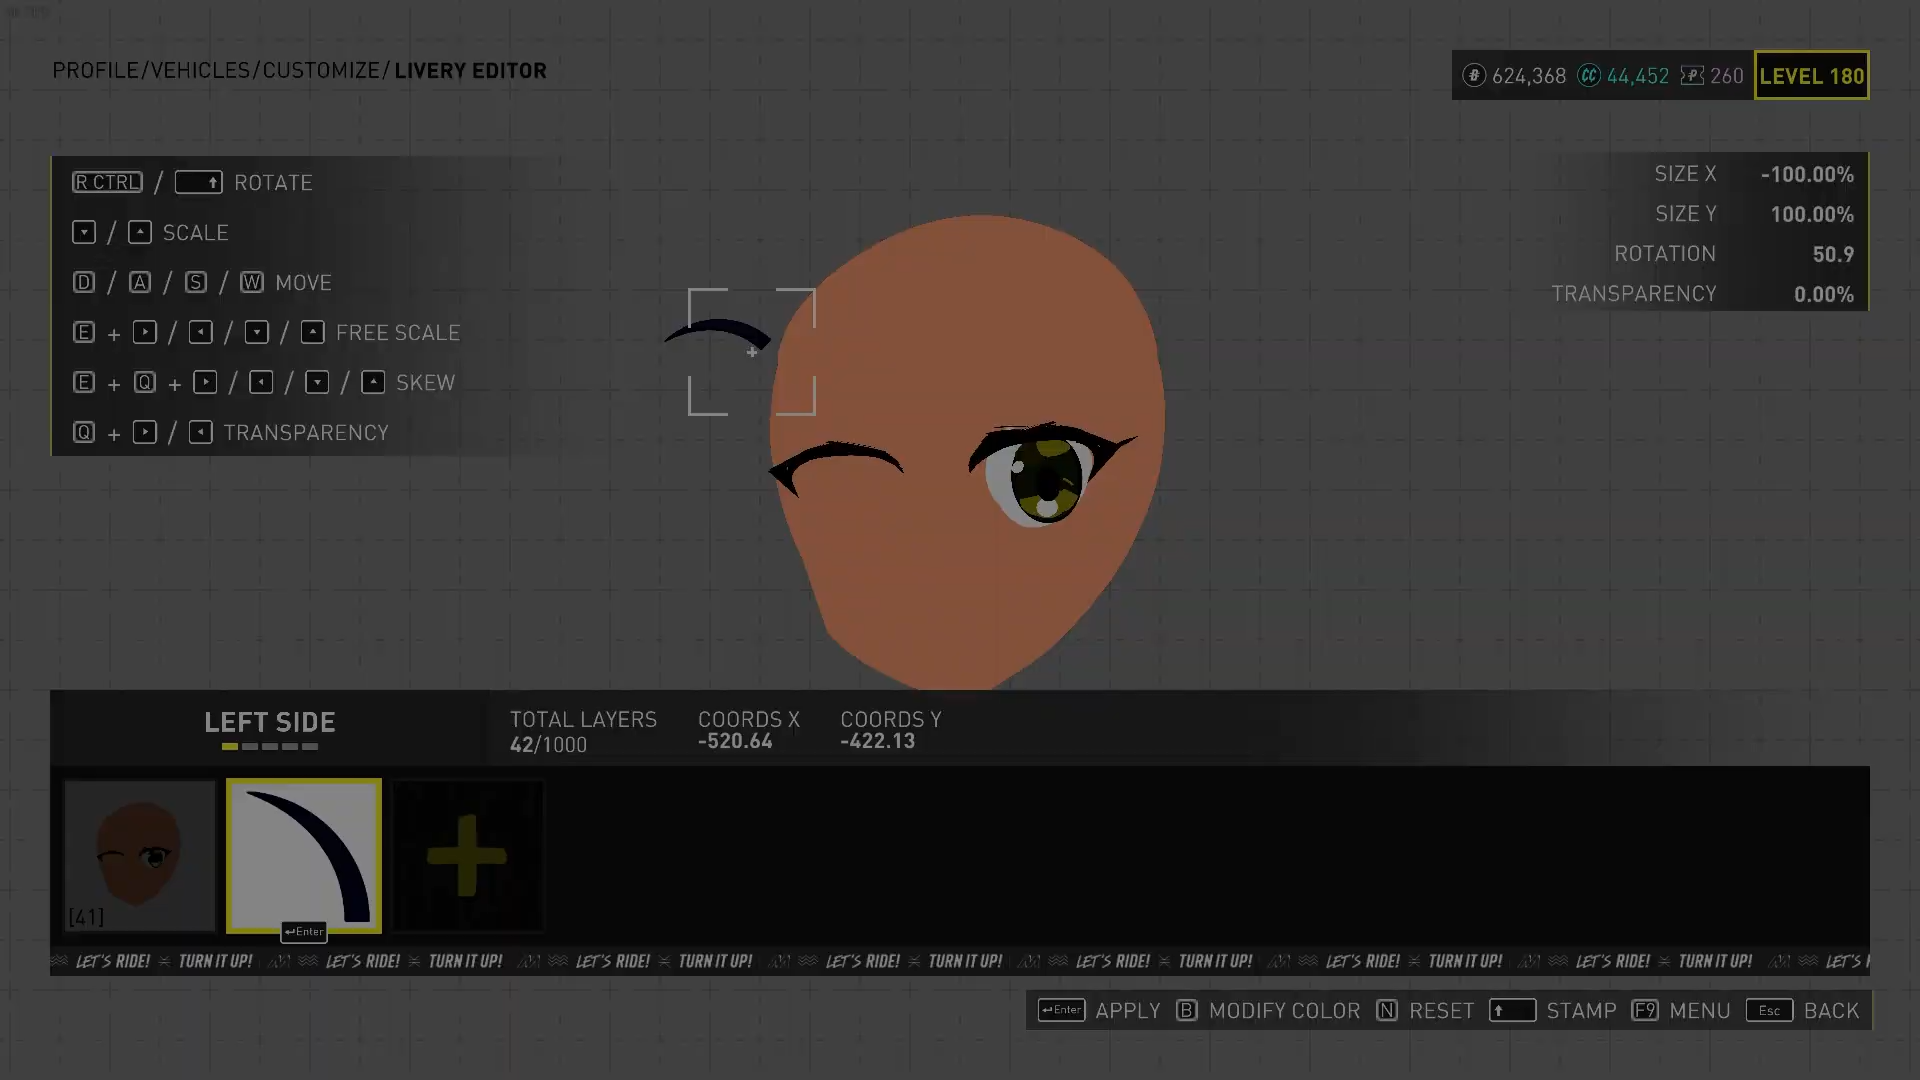 PROFILE/VEHICLES/CUSTOMIZE/ LIVERY EDITOR
624,368 CC 44,452 P 260 LEVEL 180
R CTRL / ROTATE
/ SCALE
D / A / S / W MOVE
E + / / / FREE SCALE
E + Q + / / / SKEW
Q + / TRANSPARENCY
SIZE X -100.00%
SIZE Y 100.00%
ROTATION 50.9
TRANSPARENCY 0.00%
LEFT SIDE
TOTAL LAYERS COORDS X COORDS Y
42/1000 -520.64 -422.13
[41]
Enter
LET'S RIDE! TURN IT UP! LET'S RIDE! TURN IT UP! LET'S RIDE! TURN IT UP! LET'S RIDE! TURN IT UP! LET'S RIDE! TURN IT UP! LET'S RIDE! TURN IT UP! LET'S RIDE! TURN IT UP! LET'S
Enter APPLY B MODIFY COLOR N RESET STAMP F9 MENU Esc BACK